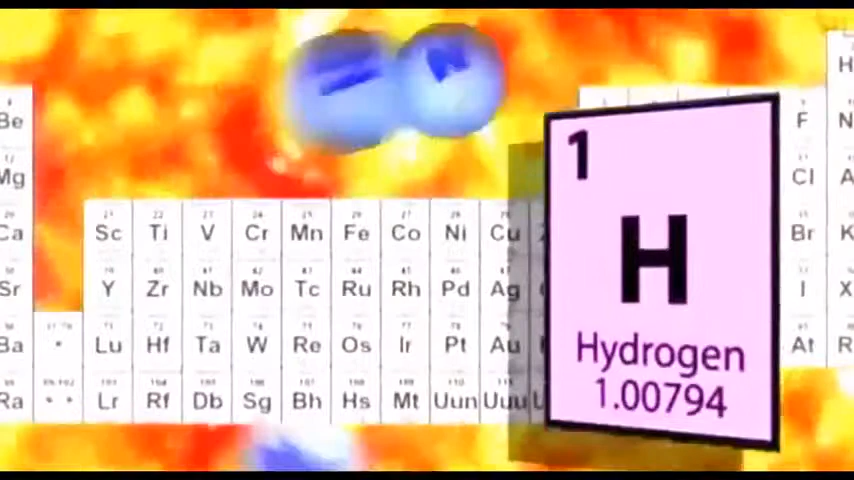 H
Be F N
Mg Cl A
Ca Sc Ti V Cr Mn Fe Co Ni Cu Br K
Sr Y Zr Nb Mo Tc Ru Rh Pd Ag I X
Ba * Lu Hf Ta W Re Os Ir Pt Au At R
Ra * * Lr Rf Db Sg Bh Hs Mt Uun Uuu U
1
H
Hydrogen
1.00794